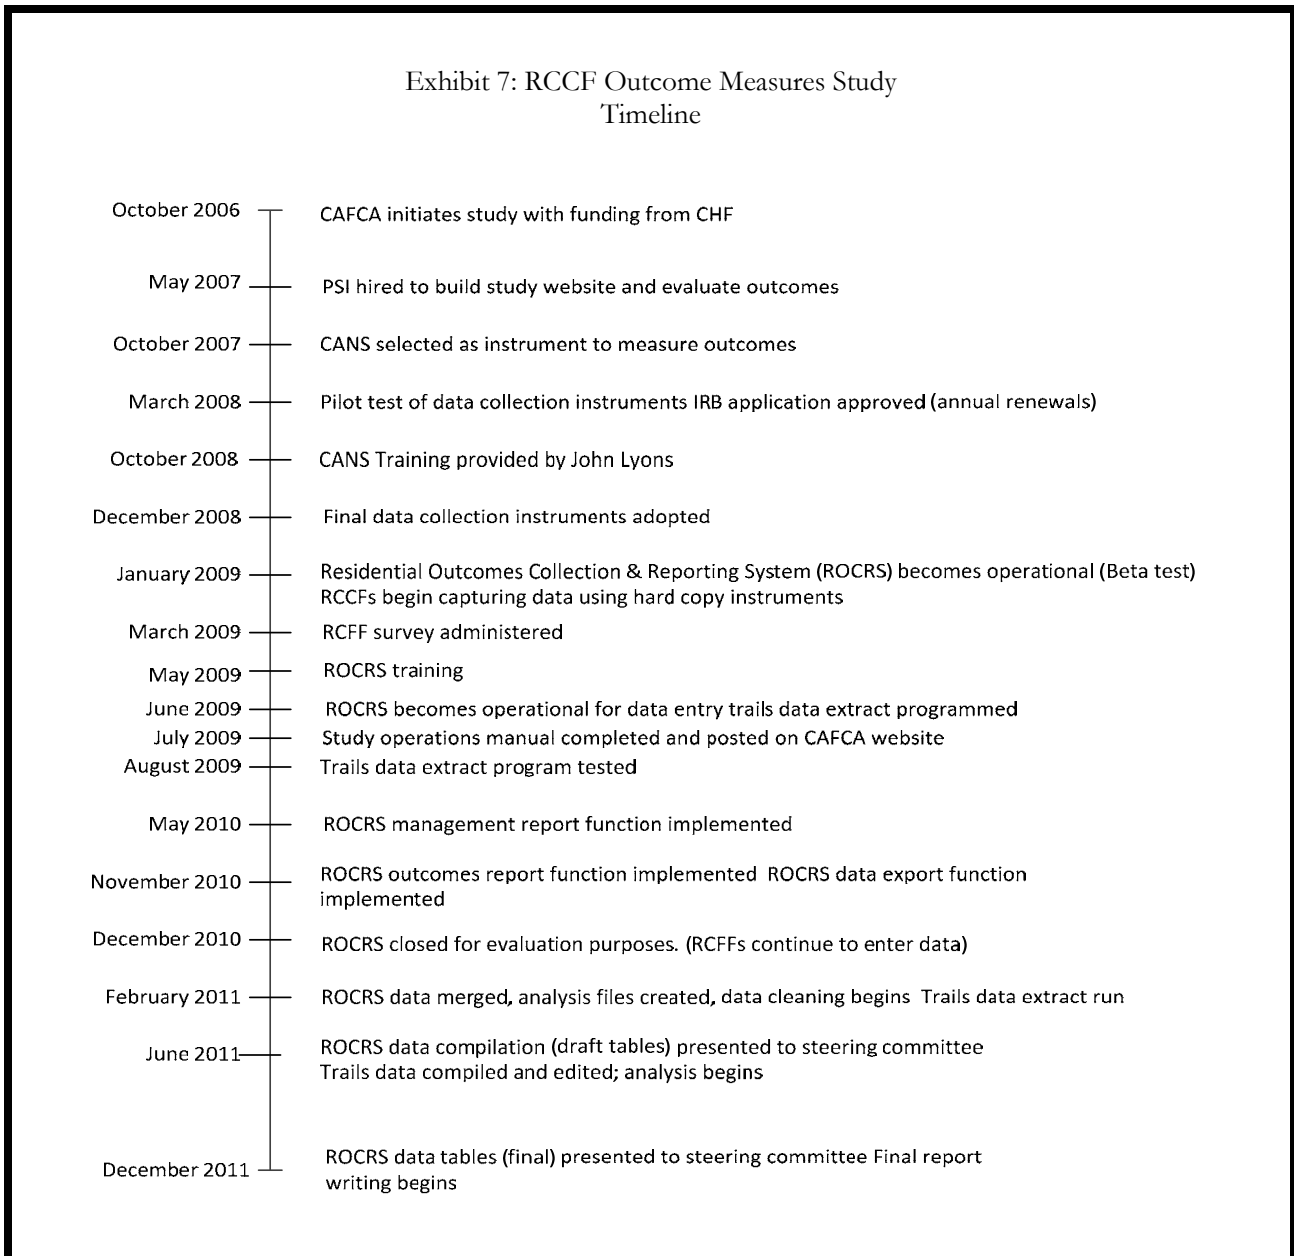 Exhibit 7: RCCF Outcome Measures Study
Timeline
October 2006 CAFCA initiates study with funding from CHF
May 2007 PSI hired to build study website and evaluate outcomes
October 2007 CANS selected as instrument to measure outcomes
March 2008 Pilot test of data collection instruments IRB application approved (annual renewals)
October 2008 CANS Training provided by John Lyons
December 2008 Final data collection instruments adopted
January 2009 Residential Outcomes Collection & Reporting System (ROCRS) becomes operational (Beta test)
RCCFs begin capturing data using hard copy instruments
March 2009 RCFF survey administered
May 2009 ROCRS training
June 2009 ROCRS becomes operational for data entry trails data extract programmed
July 2009 Study operations manual completed and posted on CAFCA website
August 2009 Trails data extract program tested
May 2010 ROCRS management report function implemented
November 2010 ROCRS outcomes report function implemented ROCRS data export function
implemented
December 2010 ROCRS closed for evaluation purposes. (RCFFs continue to enter data)
February 2011 ROCRS data merged, analysis files created, data cleaning begins Trails data extract run
June 2011 ROCRS data compilation (draft tables) presented to steering committee
Trails data compiled and edited; analysis begins
December 2011 ROCRS data tables (final) presented to steering committee Final report
writing begins